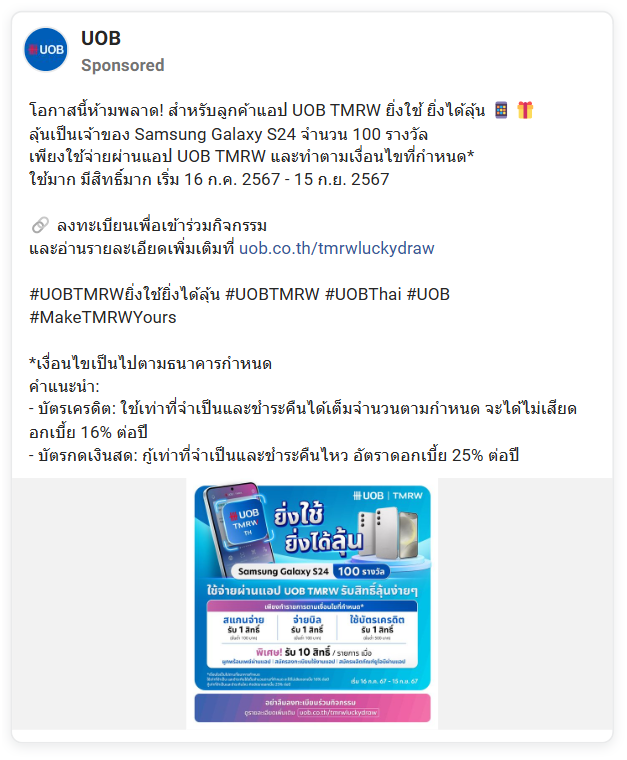 UOB
UOB
Sponsored
โอกาสนี้ห้ามพลาด! สำหรับลูกค้าแอป UOB TMRW ยิ่งใช้ ยิ่งได้ลุ้น 📱 🎁
ลุ้นเป็นเจ้าของ Samsung Galaxy S24 จำนวน 100 รางวัล
เพียงใช้จ่ายผ่านแอป UOB TMRW และทำตามเงื่อนไขที่กำหนด*
ใช้มาก มีสิทธิ์มาก เริ่ม 16 ก.ค. 2567 - 15 ก.ย. 2567
🔗 ลงทะเบียนเพื่อเข้าร่วมกิจกรรม
และอ่านรายละเอียดเพิ่มเติมที่ uob.co.th/tmrwluckydraw
#UOBTMRWยิ่งใช้ยิ่งได้ลุ้น #UOBTMRW #UOBThai #UOB
#MakeTMRWYours
*เงื่อนไขเป็นไปตามธนาคารกำหนด
คำแนะนำ:
- บัตรเครดิต: ใช้เท่าที่จำเป็นและชำระคืนได้เต็มจำนวนตามกำหนด จะได้ไม่เสียด
อกเบี้ย 16% ต่อปี
- บัตรกดเงินสด: กู้เท่าที่จำเป็นและชำระคืนไหว อัตราดอกเบี้ย 25% ต่อปี
UOB | TMRW
UOB
TMRW
TH
ยิ่งใช้
ยิ่งได้ลุ้น
Samsung Galaxy S24 100 รางวัล
ใช้จ่ายผ่านแอป UOB TMRW รับสิทธิ์ลุ้นง่ายๆ
เพียงทำรายการตามเงื่อนไขที่กำหนด*
สแกนจ่าย จ่ายบิล ใช้บัตรเครดิต
รับ 1 สิทธิ์ รับ 1 สิทธิ์ รับ 1 สิทธิ์
พิเศษ! รับ 10 สิทธิ์ / รายการ เมื่อ
เริ่ม 16 ก.ค. 67 - 15 ก.ย. 67
อย่าลืมลงทะเบียนร่วมกิจกรรม
ดูรายละเอียดเพิ่มเติม uob.co.th/tmrwluckydraw